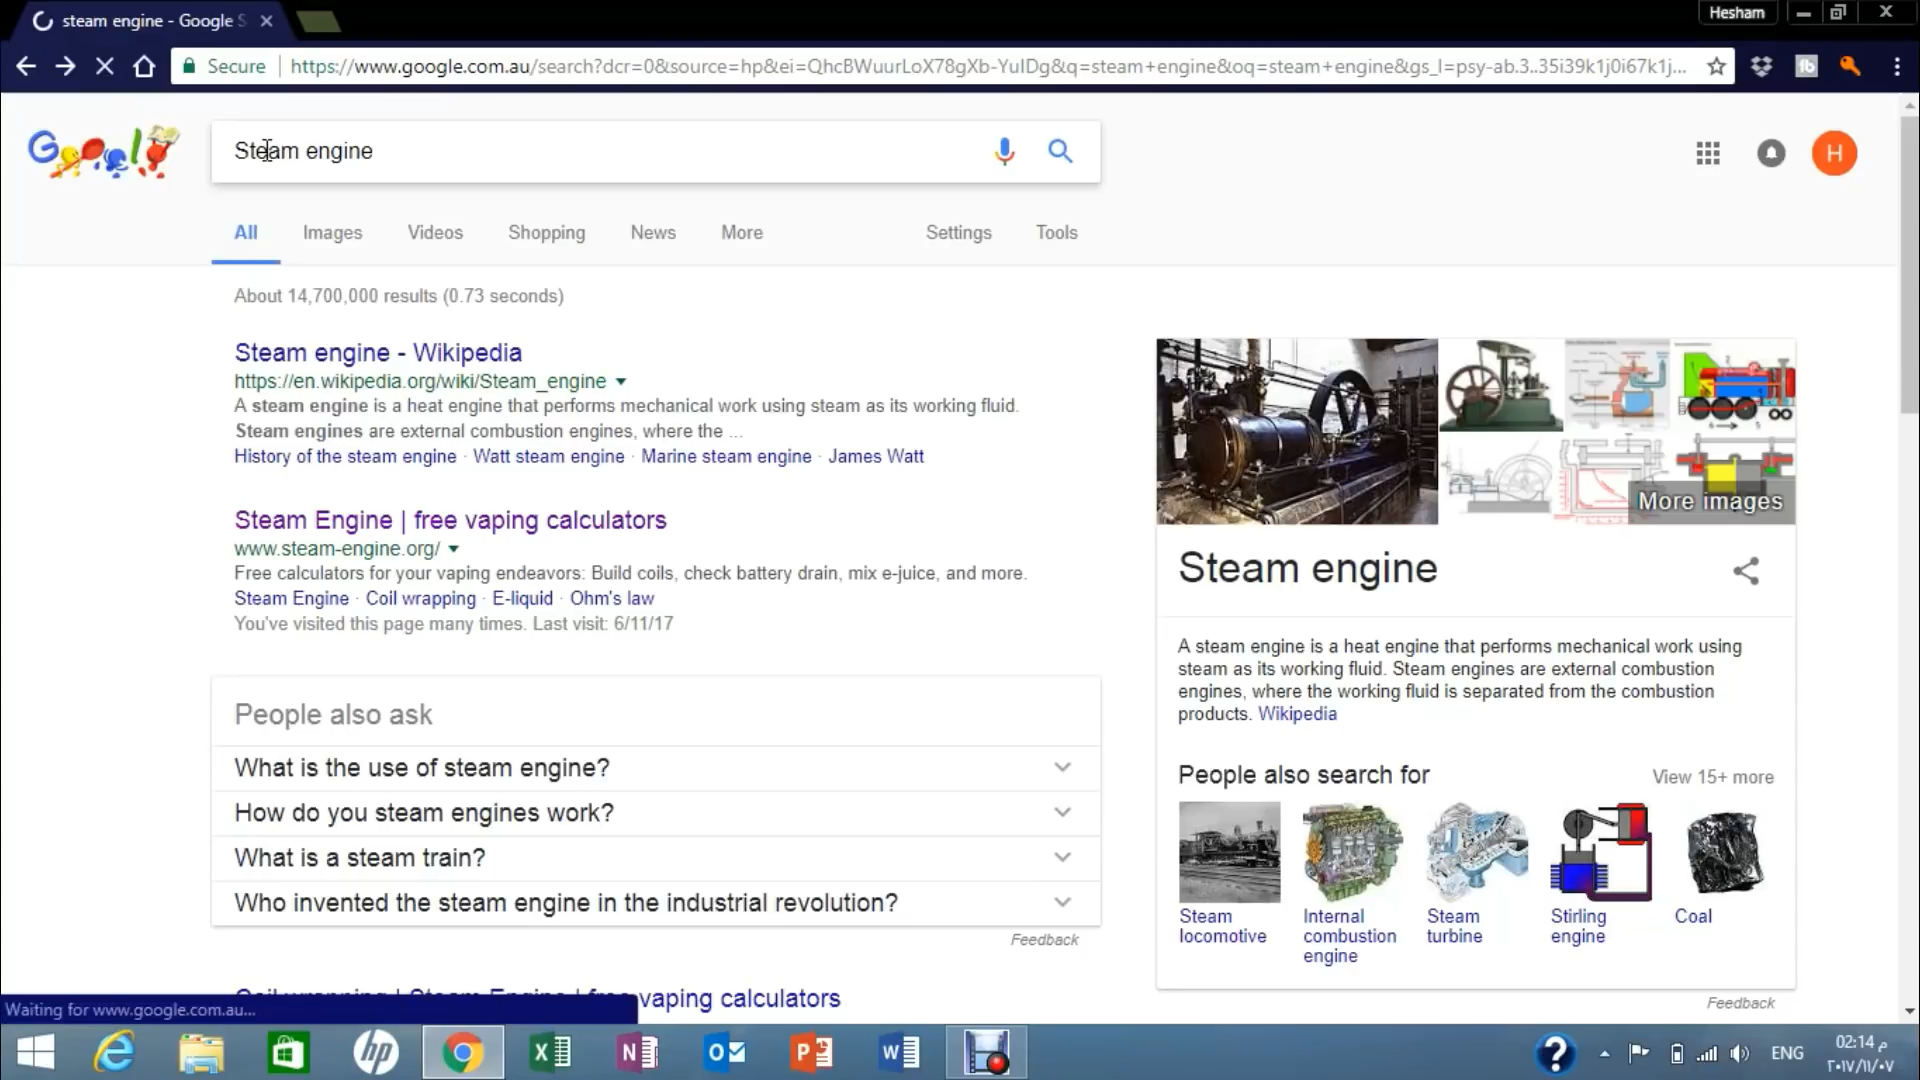 steam engine - Google S
Hesham
Secure
https://www.google.com.au/search?dcr=0&source=hp&ei=QhcBWuurLoX78gXb-YuIDg&q=steam+engine&oq=steam+engine&gs_l=psy-ab.3..35i39k1j0i67k1j...
Google
Steam engine
H
All
Images
Videos
Shopping
News
More
Settings
Tools
About 14,700,000 results (0.73 seconds)
Steam engine - Wikipedia
https://en.wikipedia.org/wiki/Steam_engine
A steam engine is a heat engine that performs mechanical work using steam as its working fluid.
Steam engines are external combustion engines, where the ...
History of the steam engine · Watt steam engine · Marine steam engine · James Watt
Steam Engine | free vaping calculators
www.steam-engine.org/
Free calculators for your vaping endeavors: Build coils, check battery drain, mix e-juice, and more.
Steam Engine · Coil wrapping · E-liquid · Ohm's law
You've visited this page many times. Last visit: 6/11/17
People also ask
What is the use of steam engine?
How do you steam engines work?
What is a steam train?
Who invented the steam engine in the industrial revolution?
Feedback
Coil wrapping | Steam Engine | free vaping calculators
More images
Steam engine
A steam engine is a heat engine that performs mechanical work using
steam as its working fluid. Steam engines are external combustion
engines, where the working fluid is separated from the combustion
products. Wikipedia
People also search for
View 15+ more
Steam
locomotive
Internal
combustion
engine
Steam
turbine
Stirling
engine
Coal
Feedback
Waiting for www.google.com.au...
ENG
02:14 م
٢٠١٧/١١/٠٧